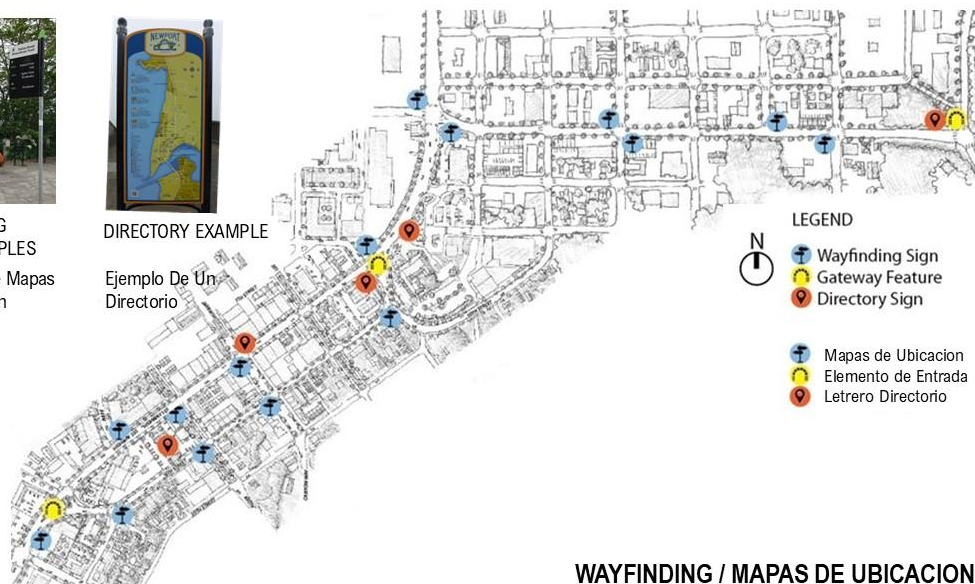 NEWPORT
G
PLES
Mapas
n
DIRECTORY EXAMPLE
Ejemplo De Un
Directorio
LEGEND
N
Wayfinding Sign
Gateway Feature
Directory Sign
Mapas de Ubicacion
Elemento de Entrada
Letrero Directorio
WAYFINDING / MAPAS DE UBICACION